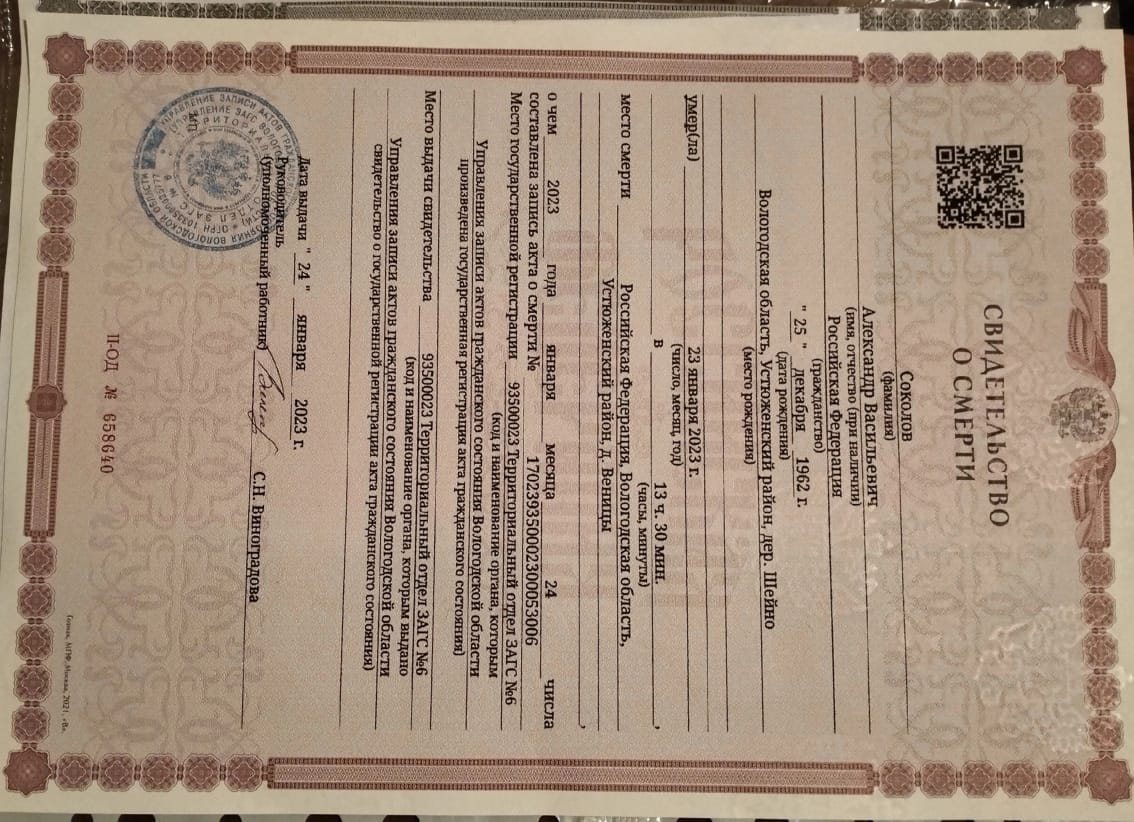 СВИДЕТЕЛЬСТВО
О СМЕРТИ
Соколов
(фамилия)
Александр Васильевич
(имя, отчество (при наличии)
Российская Федерация
(гражданство)
" 25 " декабря 1962 г.
(дата рождения)
Вологодская область, Устюженский район, дер. Шейно
(место рождения)
умер(ла) 23 января 2023 г.
(число, месяц, год)
в 13 ч. 30 мин. ,
(часы, минуты)
место смерти Российская Федерация, Вологодская область,
Устюженский район, д. Веницы
,
о чем 2023 года января месяца 24 числа
составлена запись акта о смерти № 170239350002300053006
Место государственной регистрации 93500023 Территориальный отдел ЗАГС №6
(код и наименование органа, которым
Управления записи актов гражданского состояния Вологодской области
произведена государственная регистрация акта гражданского состояния)
Место выдачи свидетельства 93500023 Территориальный отдел ЗАГС №6
(код и наименование органа, которым выдано
Управления записи актов гражданского состояния Вологодской области
свидетельство о государственной регистрации акта гражданского состояния)
Дата выдачи " 24 " января 2023 г.
МП
Руководитель
(уполномоченный работник) С.Н. Виноградова
II-ОД № 658640